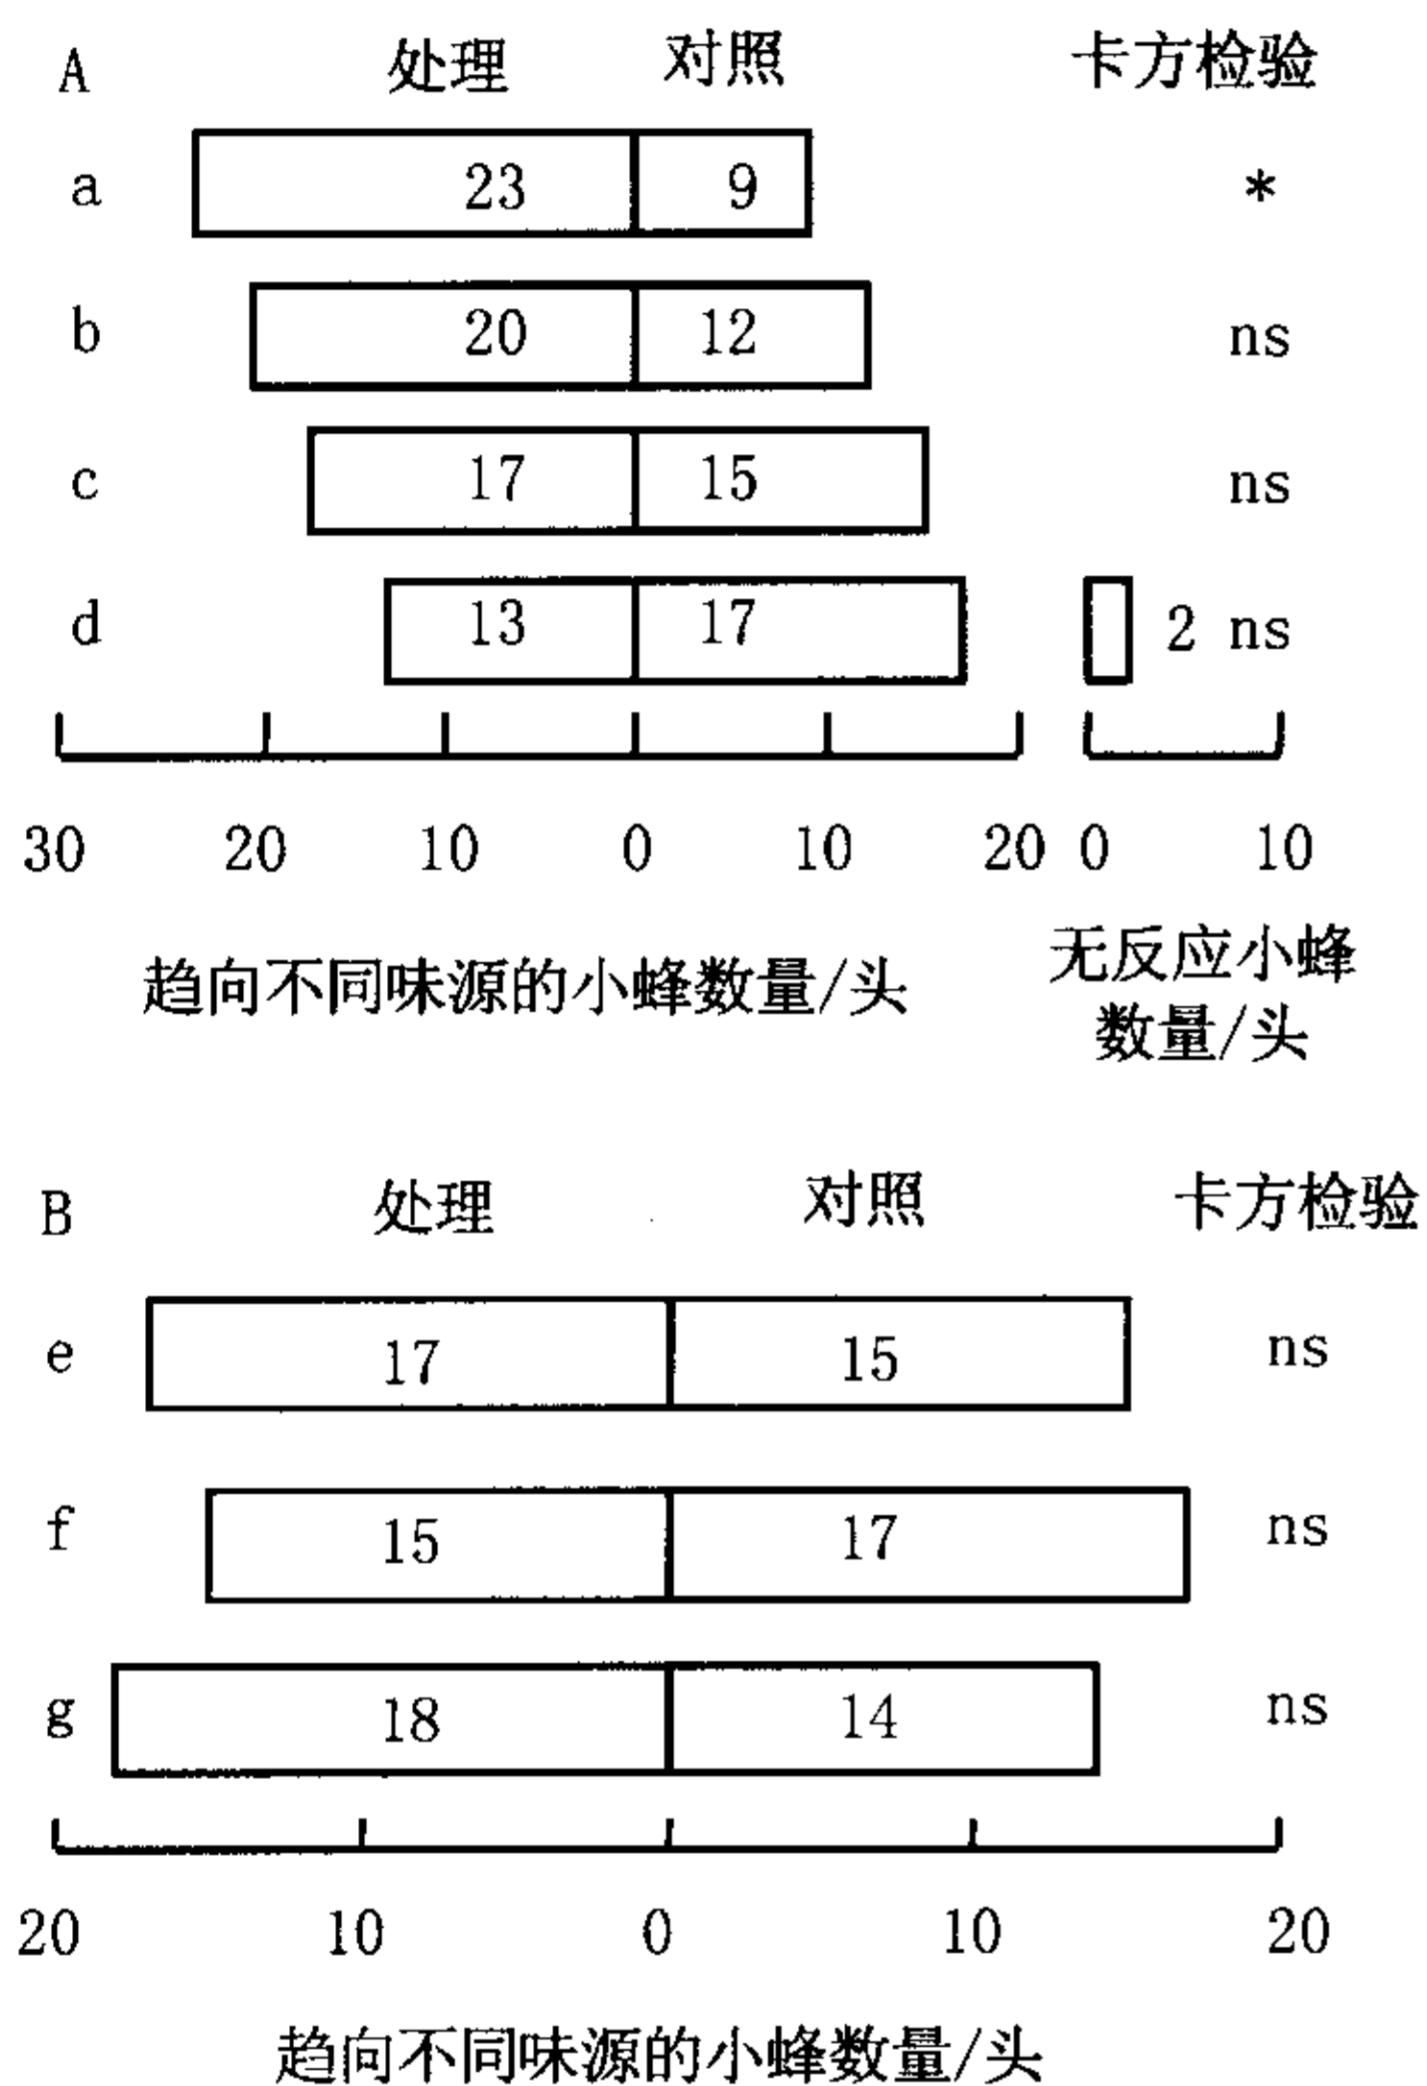 A 处理 对照 卡方检验
a 23 9 *
b 20 12 ns
c 17 15 ns
d 13 17 2 ns
30 20 10 0 10 20 0 10
趋向不同味源的小蜂数量/头
无反应小蜂
数量/头
B 处理 对照 卡方检验
e 17 15 ns
f 15 17 ns
g 18 14 ns
20 10 0 10 20
趋向不同味源的小蜂数量/头